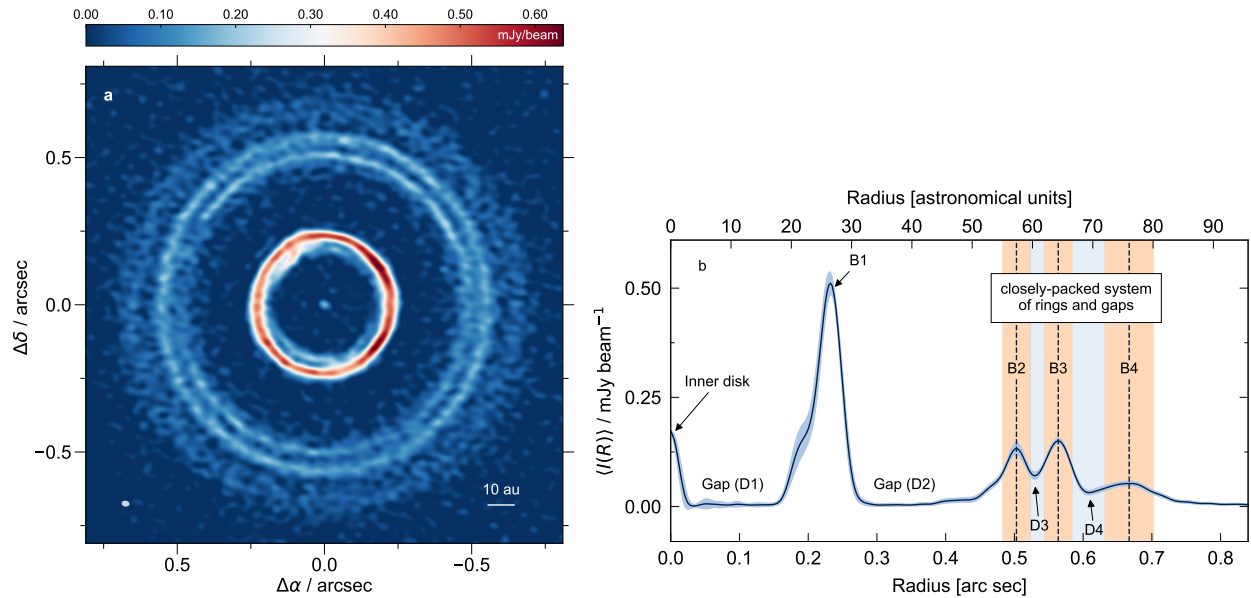 0.00 0.10 0.20 0.30 0.40 0.50 0.60
mJy/beam
a
0.5
0.0
−0.5
Δδ / arcsec
10 au
0.5 0.0 −0.5
Δα / arcsec
Radius [astronomical units]
0 10 20 30 40 50 60 70 80 90
b
B1
closely-packed system
of rings and gaps
0.50
0.25
0.00
⟨I(R)⟩ / mJy beam⁻¹
Inner disk
B2 B3 B4
Gap (D1)
Gap (D2)
D3
D4
0.0 0.1 0.2 0.3 0.4 0.5 0.6 0.7 0.8
Radius [arc sec]